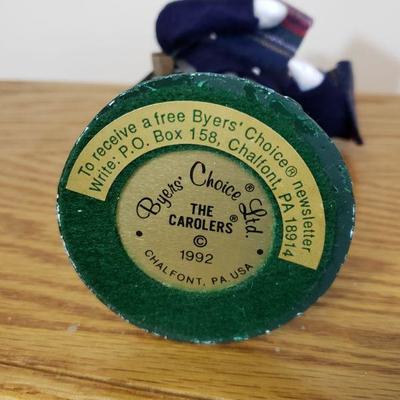 To receive a free Byers' Choice® newsletter
Write: P.O. Box 158, Chalfont, PA 18914
Byers' Choice® Ltd.
THE
CAROLERS®
©
1992
• CHALFONT, PA. USA •